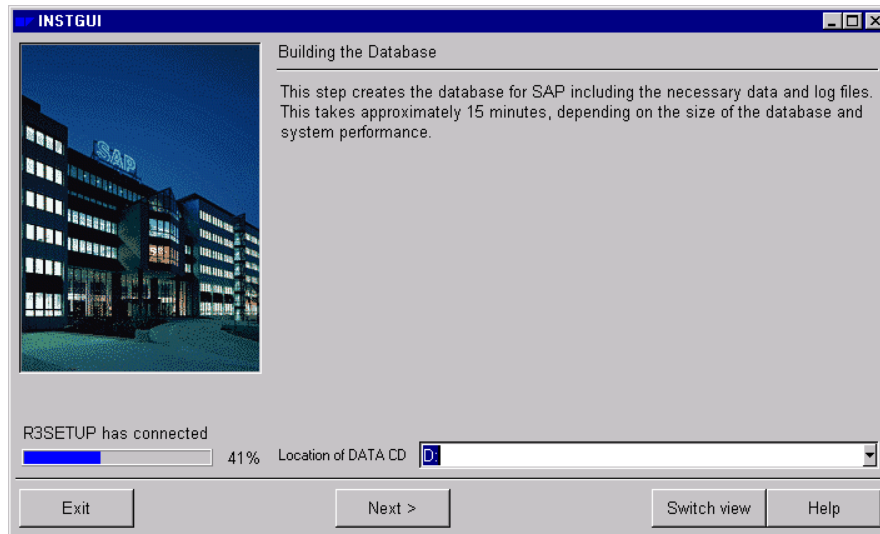 INSTGUI
Building the Database
This step creates the database for SAP including the necessary data and log files.
This takes approximately 15 minutes, depending on the size of the database and
system performance.
SAP
R3SETUP has connected
41%
Location of DATA CD
D:
Exit
Next >
Switch view
Help